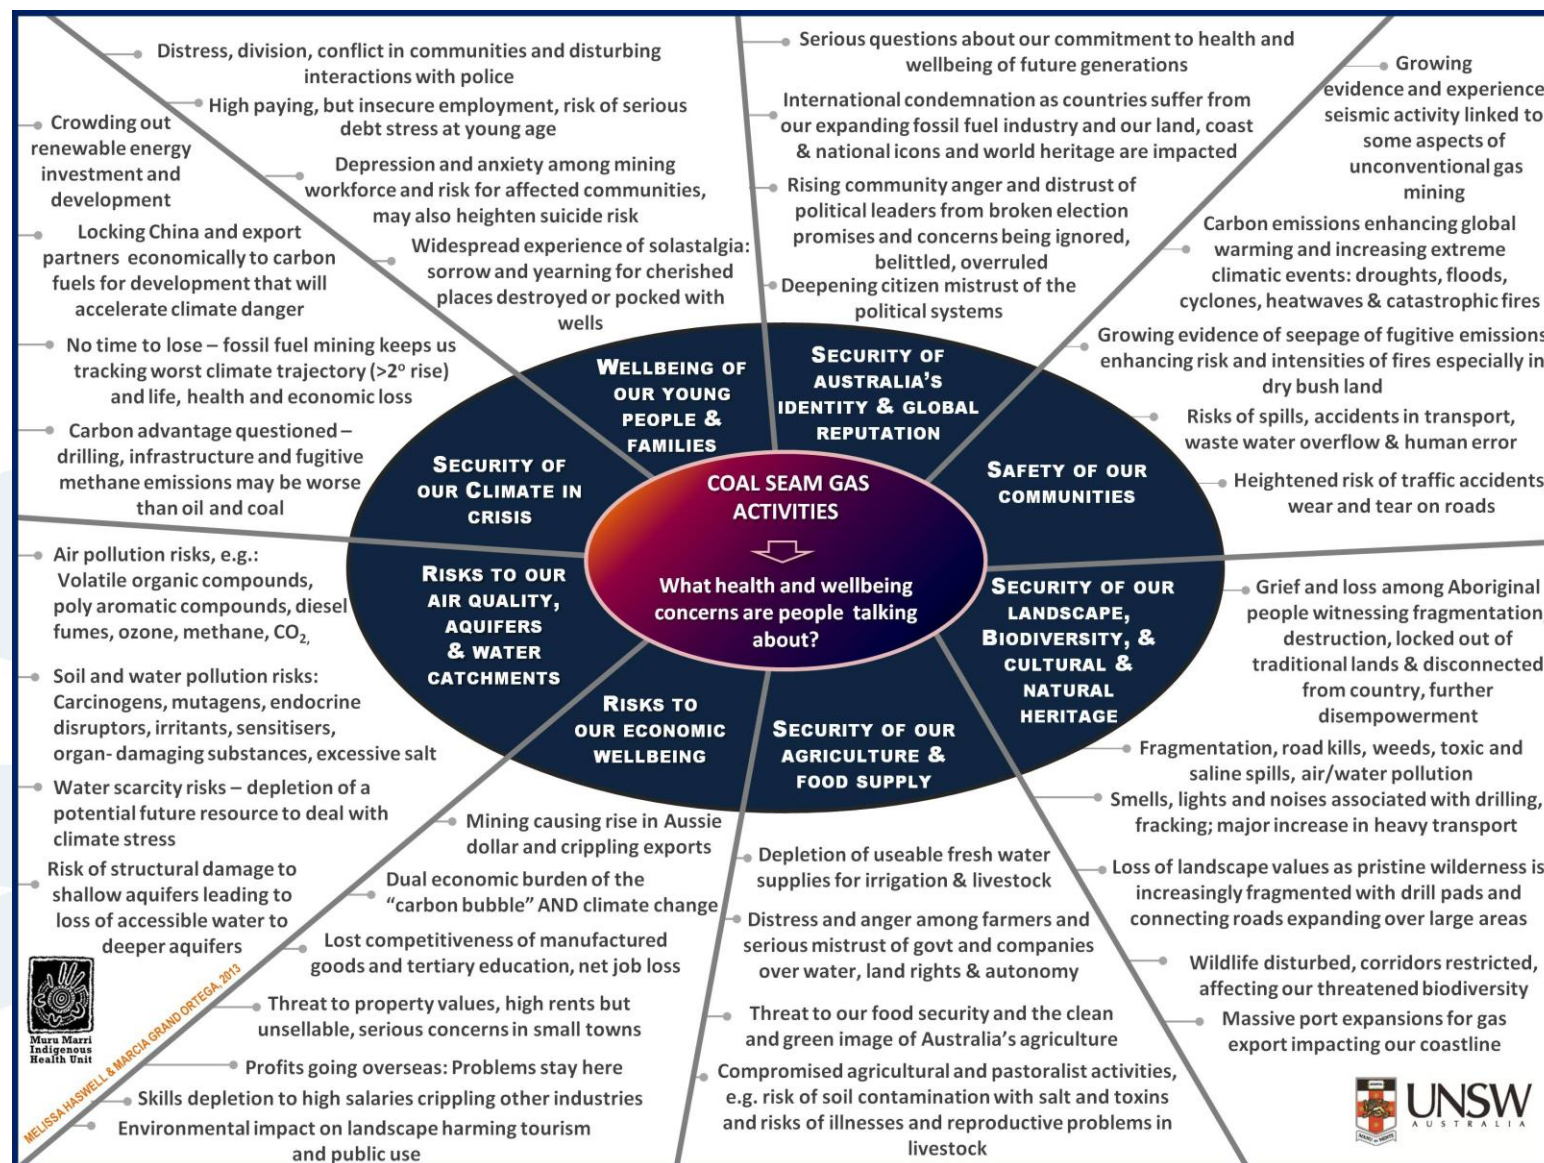 COAL SEAM GAS
ACTIVITIES
What health and wellbeing
concerns are people talking
about?
WELLBEING OF
OUR YOUNG
PEOPLE &
FAMILIES
Distress, division, conflict in communities and disturbing
interactions with police
High paying, but insecure employment, risk of serious
debt stress at young age
Depression and anxiety among mining
workforce and risk for affected communities,
may also heighten suicide risk
Widespread experience of solastalgia:
sorrow and yearning for cherished
places destroyed or pocked with
wells
SECURITY OF
AUSTRALIA'S
IDENTITY & GLOBAL
REPUTATION
Serious questions about our commitment to health and
wellbeing of future generations
International condemnation as countries suffer from
our expanding fossil fuel industry and our land, coast
& national icons and world heritage are impacted
Rising community anger and distrust of
political leaders from broken election
promises and concerns being ignored,
belittled, overruled
Deepening citizen mistrust of the
political systems
SAFETY OF OUR
COMMUNITIES
Growing
evidence and experience
seismic activity linked to
some aspects of
unconventional gas
mining
Carbon emissions enhancing global
warming and increasing extreme
climatic events: droughts, floods,
cyclones, heatwaves & catastrophic fires
Growing evidence of seepage of fugitive emissions
enhancing risk and intensities of fires especially in
dry bush land
Risks of spills, accidents in transport,
waste water overflow & human error
Heightened risk of traffic accidents
wear and tear on roads
SECURITY OF OUR
LANDSCAPE,
BIODIVERSITY, &
CULTURAL &
NATURAL
HERITAGE
Grief and loss among Aboriginal
people witnessing fragmentation,
destruction, locked out of
traditional lands & disconnected
from country, further
disempowerment
Fragmentation, road kills, weeds, toxic and
saline spills, air/water pollution
Smells, lights and noises associated with drilling,
fracking; major increase in heavy transport
Loss of landscape values as pristine wilderness is
increasingly fragmented with drill pads and
connecting roads expanding over large areas
Wildlife disturbed, corridors restricted,
affecting our threatened biodiversity
Massive port expansions for gas
export impacting our coastline
SECURITY OF OUR
AGRICULTURE &
FOOD SUPPLY
Depletion of useable fresh water
supplies for irrigation & livestock
Distress and anger among farmers and
serious mistrust of govt and companies
over water, land rights & autonomy
Threat to our food security and the clean
and green image of Australia's agriculture
Compromised agricultural and pastoralist activities,
e.g. risk of soil contamination with salt and toxins
and risks of illnesses and reproductive problems in
livestock
RISKS TO
OUR ECONOMIC
WELLBEING
Mining causing rise in Aussie
dollar and crippling exports
Dual economic burden of the
“carbon bubble” AND climate change
Lost competitiveness of manufactured
goods and tertiary education, net job loss
Threat to property values, high rents but
unsellable, serious concerns in small towns
Profits going overseas: Problems stay here
Skills depletion to high salaries crippling other industries
Environmental impact on landscape harming tourism
and public use
RISKS TO OUR
AIR QUALITY,
AQUIFERS
& WATER
CATCHMENTS
Air pollution risks, e.g.:
Volatile organic compounds,
poly aromatic compounds, diesel
fumes, ozone, methane, CO2,
Soil and water pollution risks:
Carcinogens, mutagens, endocrine
disruptors, irritants, sensitisers,
organ- damaging substances, excessive salt
Water scarcity risks – depletion of a
potential future resource to deal with
climate stress
Risk of structural damage to
shallow aquifers leading to
loss of accessible water to
deeper aquifers
SECURITY OF
OUR CLIMATE IN
CRISIS
Crowding out
renewable energy
investment and
development
Locking China and export
partners economically to carbon
fuels for development that will
accelerate climate danger
No time to lose – fossil fuel mining keeps us
tracking worst climate trajectory (>2° rise)
and life, health and economic loss
Carbon advantage questioned –
drilling, infrastructure and fugitive
methane emissions may be worse
than oil and coal
Muru Marri
Indigenous
Health Unit
MELISSA HASWELL & MARCIA GRAND ORTEGA, 2013
UNSW
AUSTRALIA